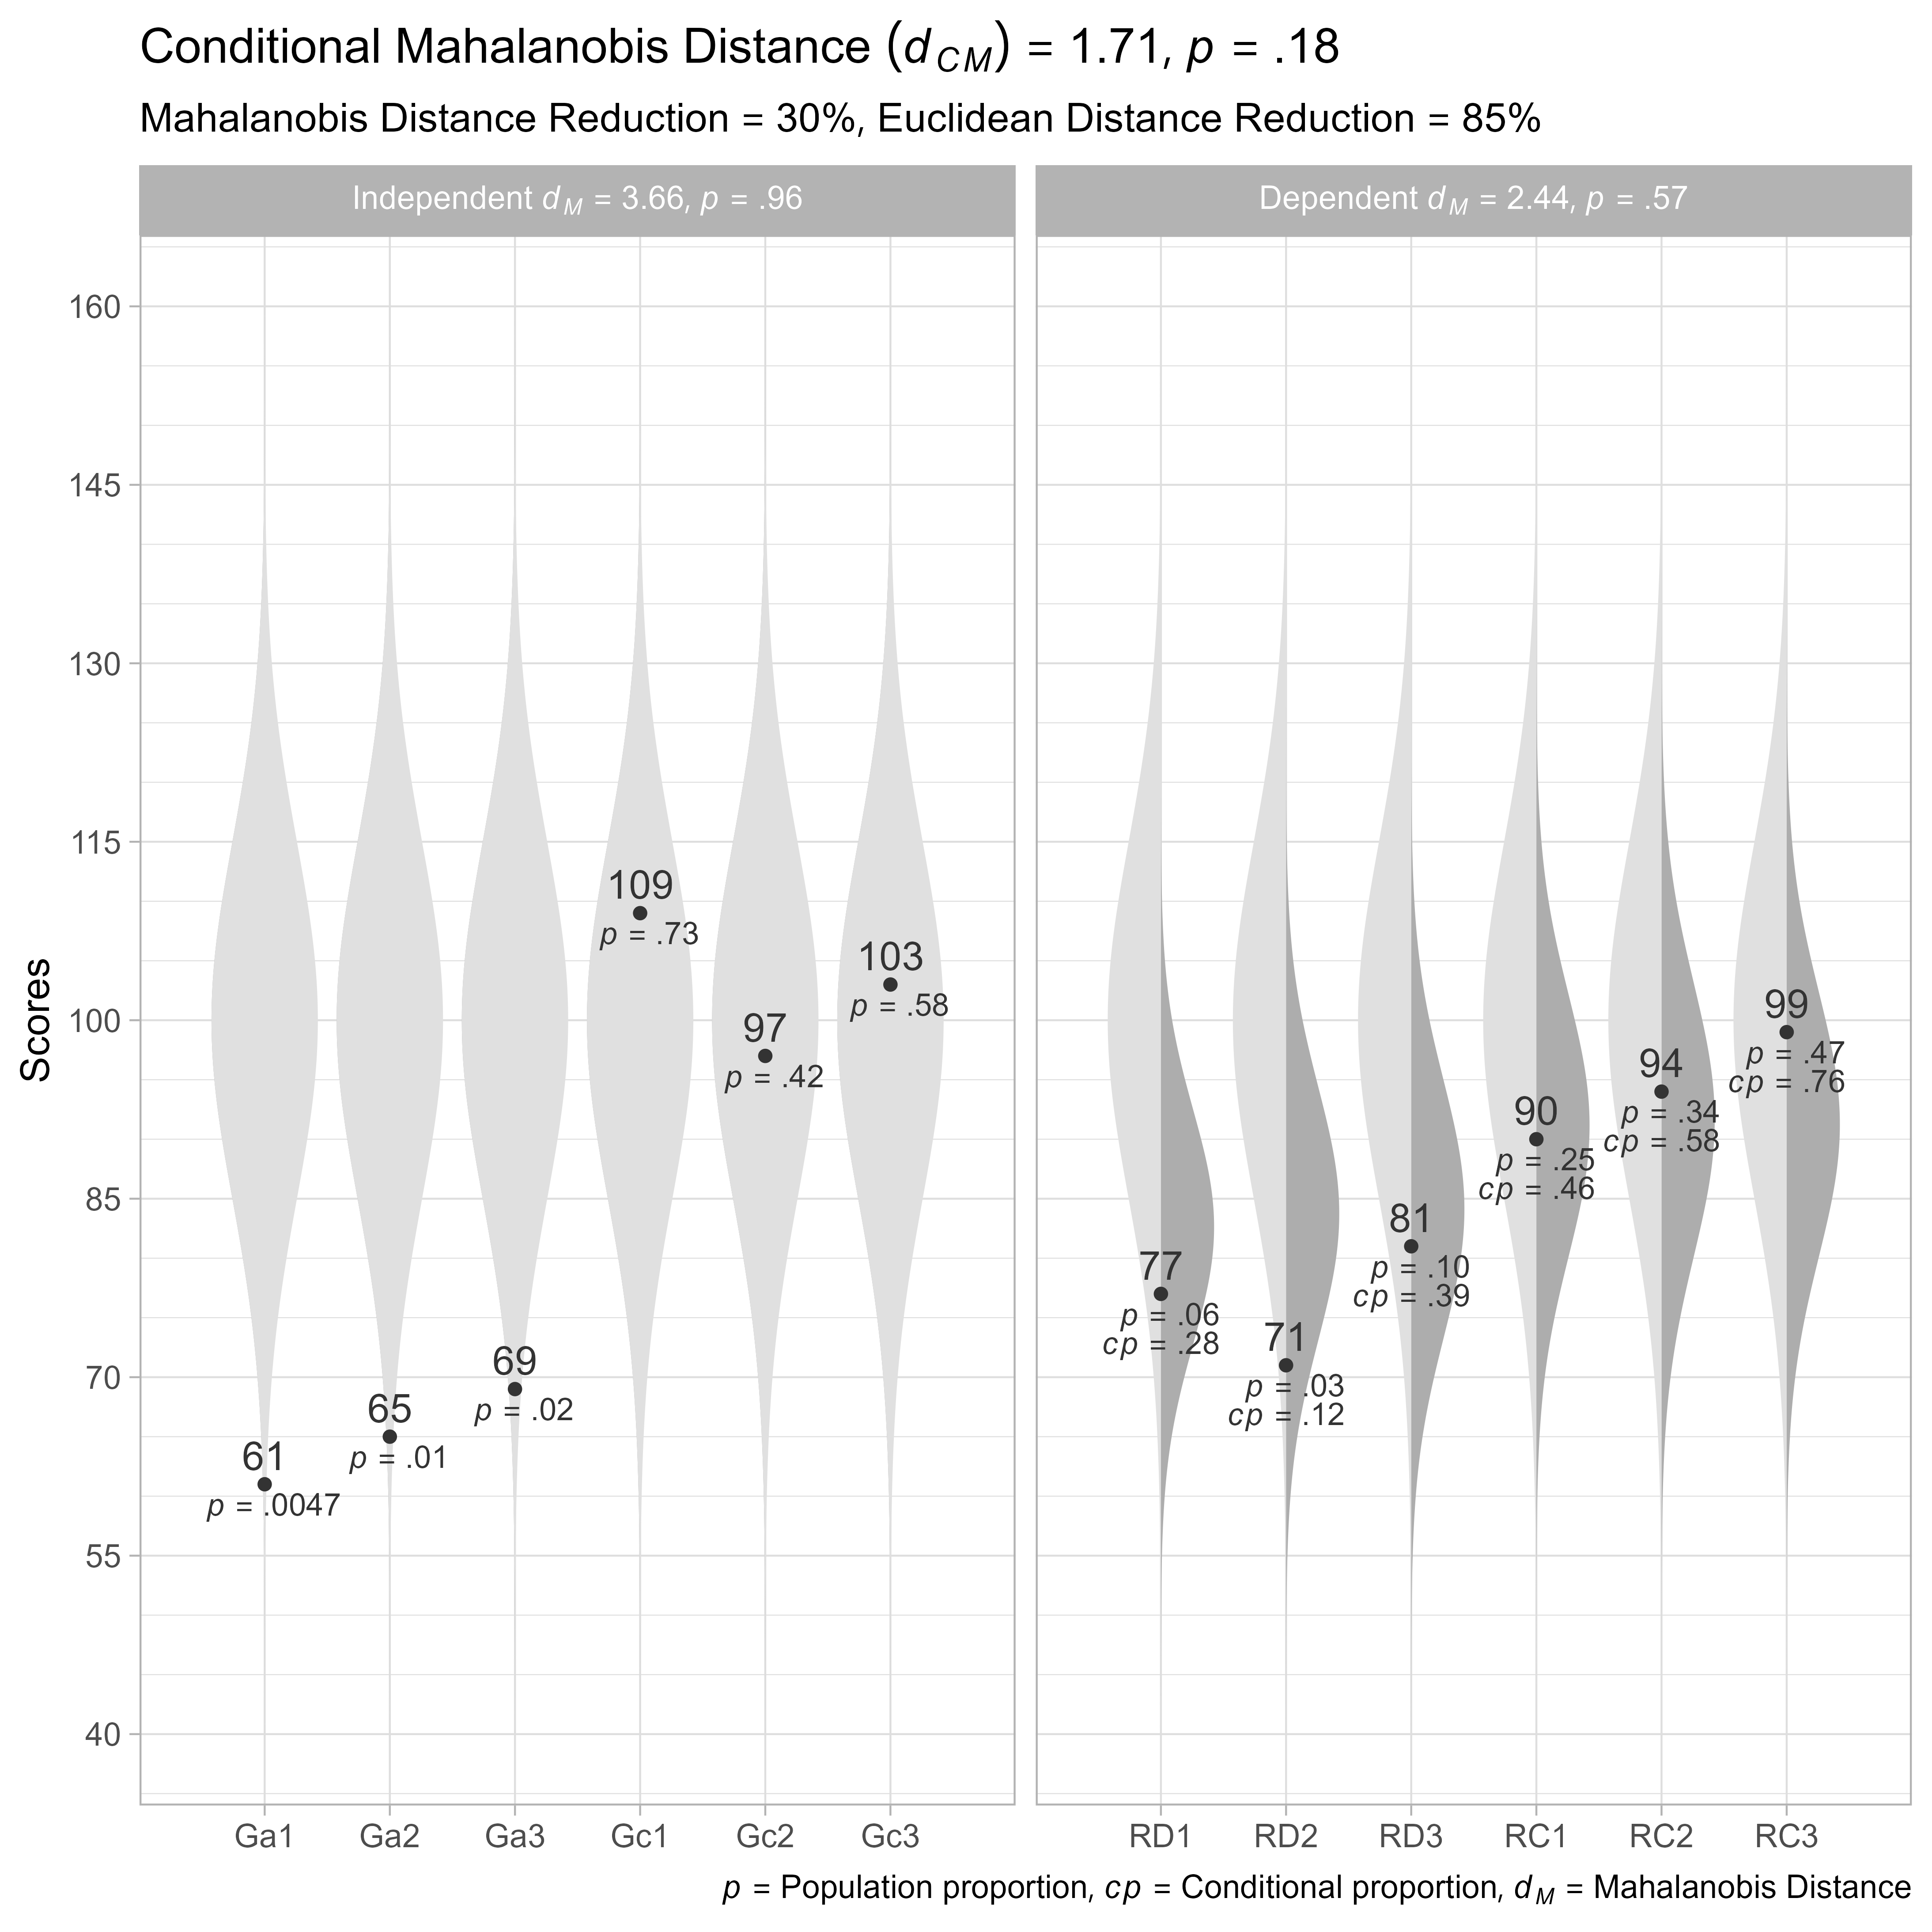 Conditional Mahalanobis Distance (d CM) = 1.71, p = .18
Mahalanobis Distance Reduction = 30%, Euclidean Distance Reduction = 85%
Independent dM = 3.66, p = .96
Dependent dM = 2.44, p = .57
Scores
160
145
130
115
100
85
70
55
40
61
p = .0047
65
p = .01
69
p = .02
109
p = .73
97
p = .42
103
p = .58
77
p = .06
cp = .28
71
p = .03
cp = .12
81
p = .10
cp = .39
90
p = .25
cp = .46
94
p = .34
cp = .58
99
p = .47
cp = .76
Ga1 Ga2 Ga3 Gc1 Gc2 Gc3 RD1 RD2 RD3 RC1 RC2 RC3
p = Population proportion, cp = Conditional proportion, dM = Mahalanobis Distance